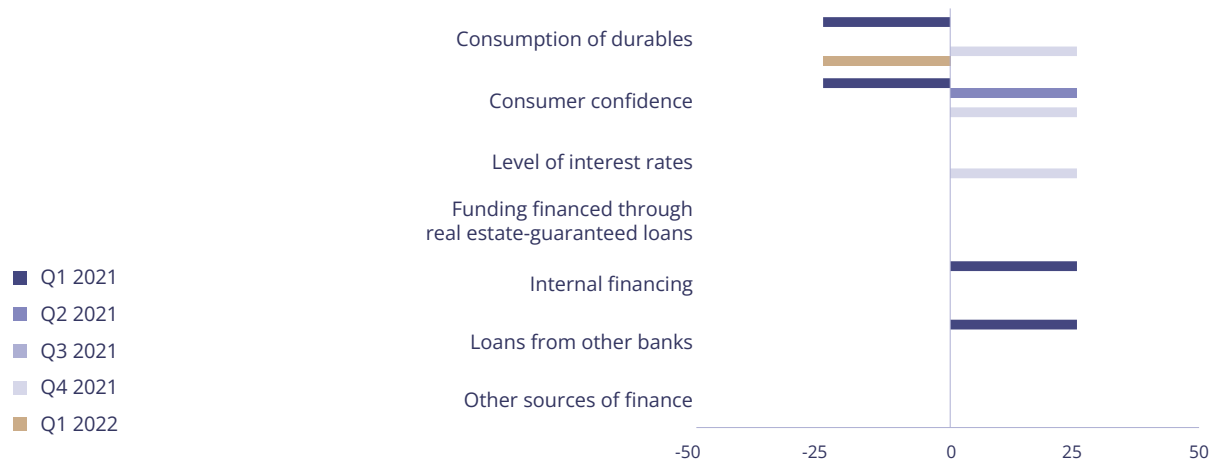 Consumption of durables
Consumer confidence
Level of interest rates
Funding financed through
real estate-guaranteed loans
Internal financing
Loans from other banks
Other sources of finance
Q1 2021
Q2 2021
Q3 2021
Q4 2021
Q1 2022
-50 -25 0 25 50